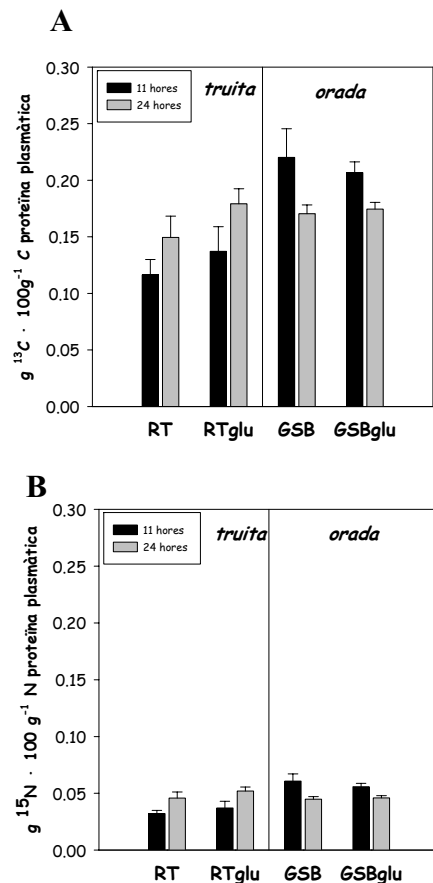 A
g ¹³C · 100g⁻¹ C proteïna plasmàtica
0.30
0.25
0.20
0.15
0.10
0.05
0.00
11 hores
24 hores
truita
orada
RT RTglu GSB GSBglu
B
g ¹⁵N · 100 g⁻¹ N proteïna plasmàtica
0.30
0.25
0.20
0.15
0.10
0.05
0.00
11 hores
24 hores
truita
orada
RT RTglu GSB GSBglu